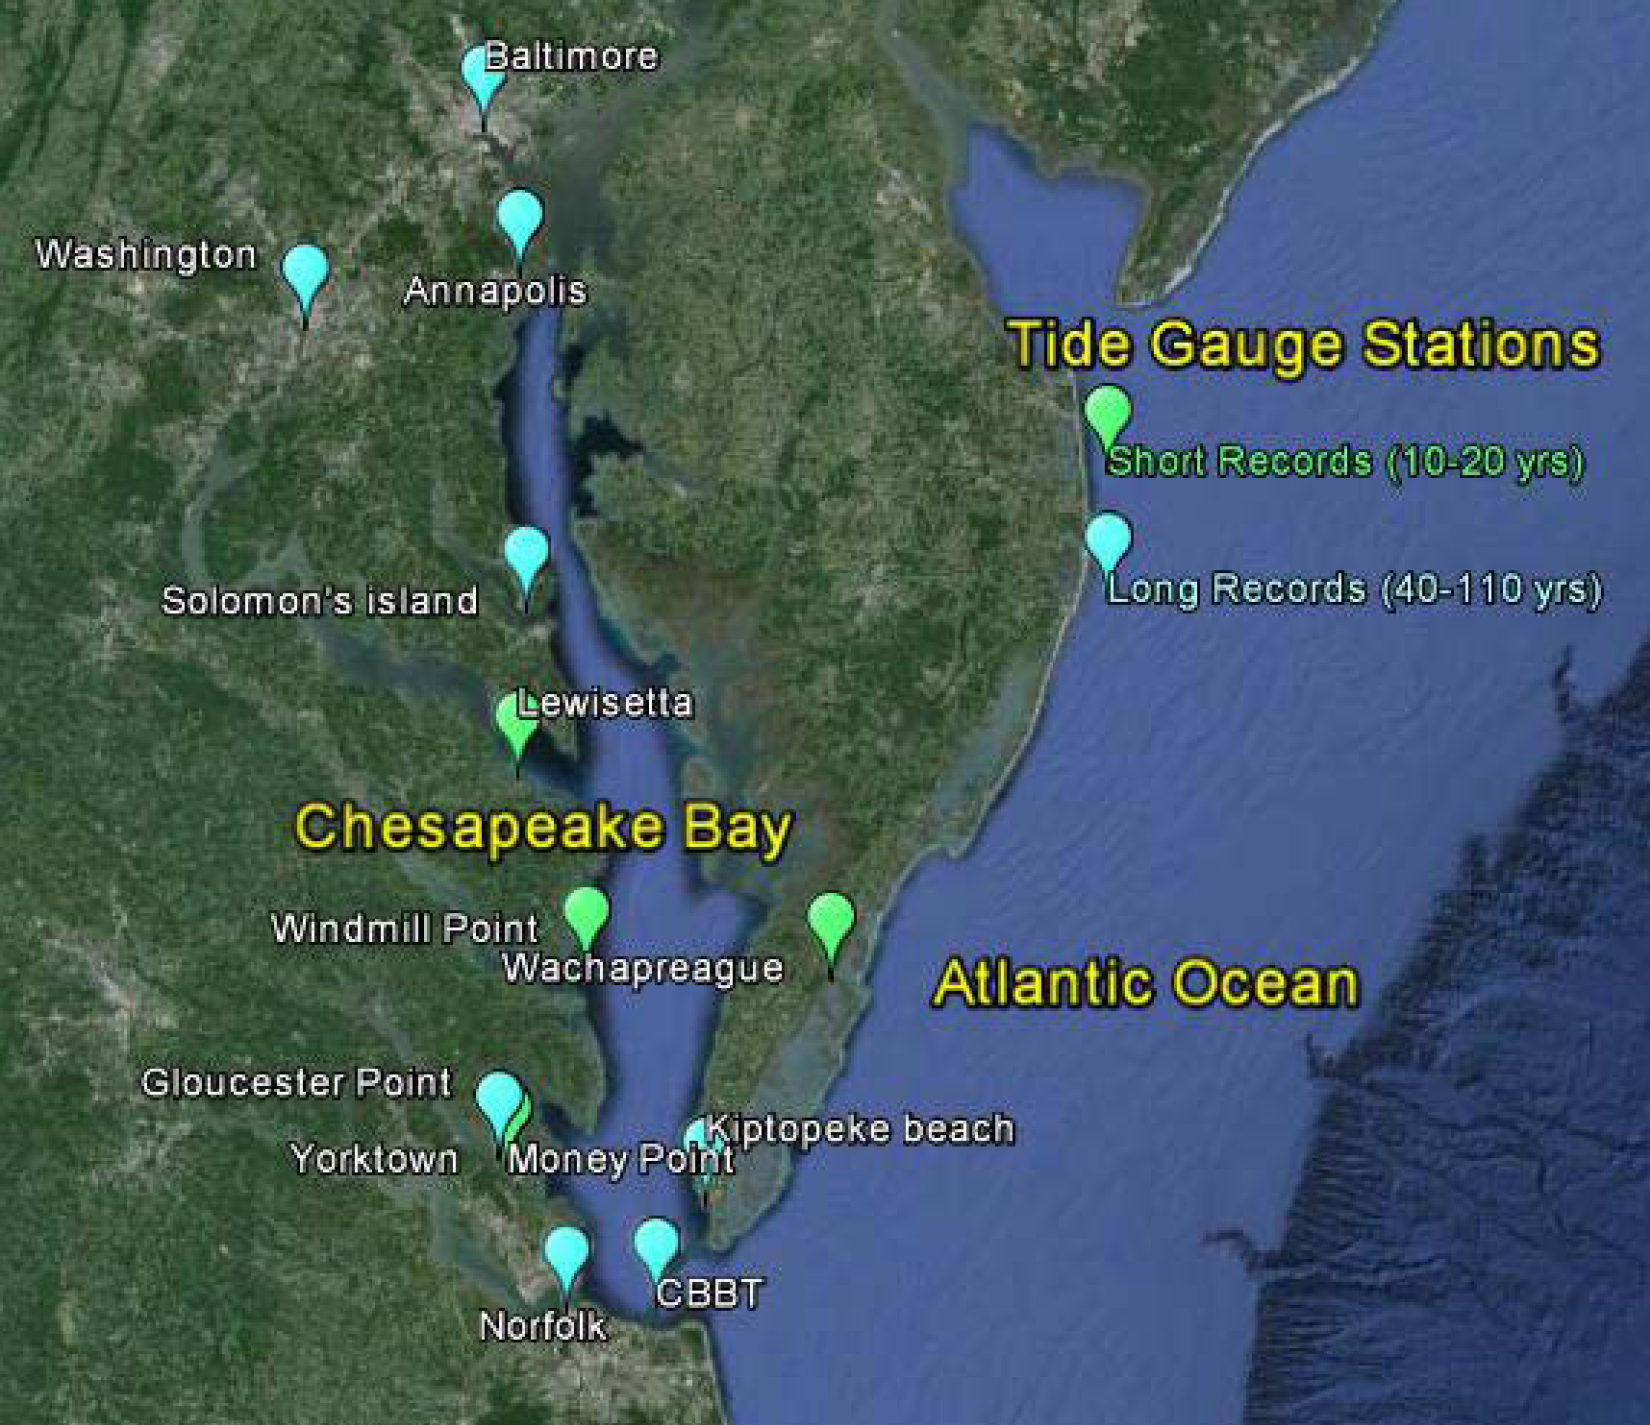 Baltimore
Washington
Annapolis
Tide Gauge Stations
Short Records (10-20 yrs)
Long Records (40-110 yrs)
Solomon's island
Lewisetta
Chesapeake Bay
Windmill Point
Wachapreague
Atlantic Ocean
Gloucester Point
Kiptopeke beach
Yorktown
Money Point
CBBT
Norfolk